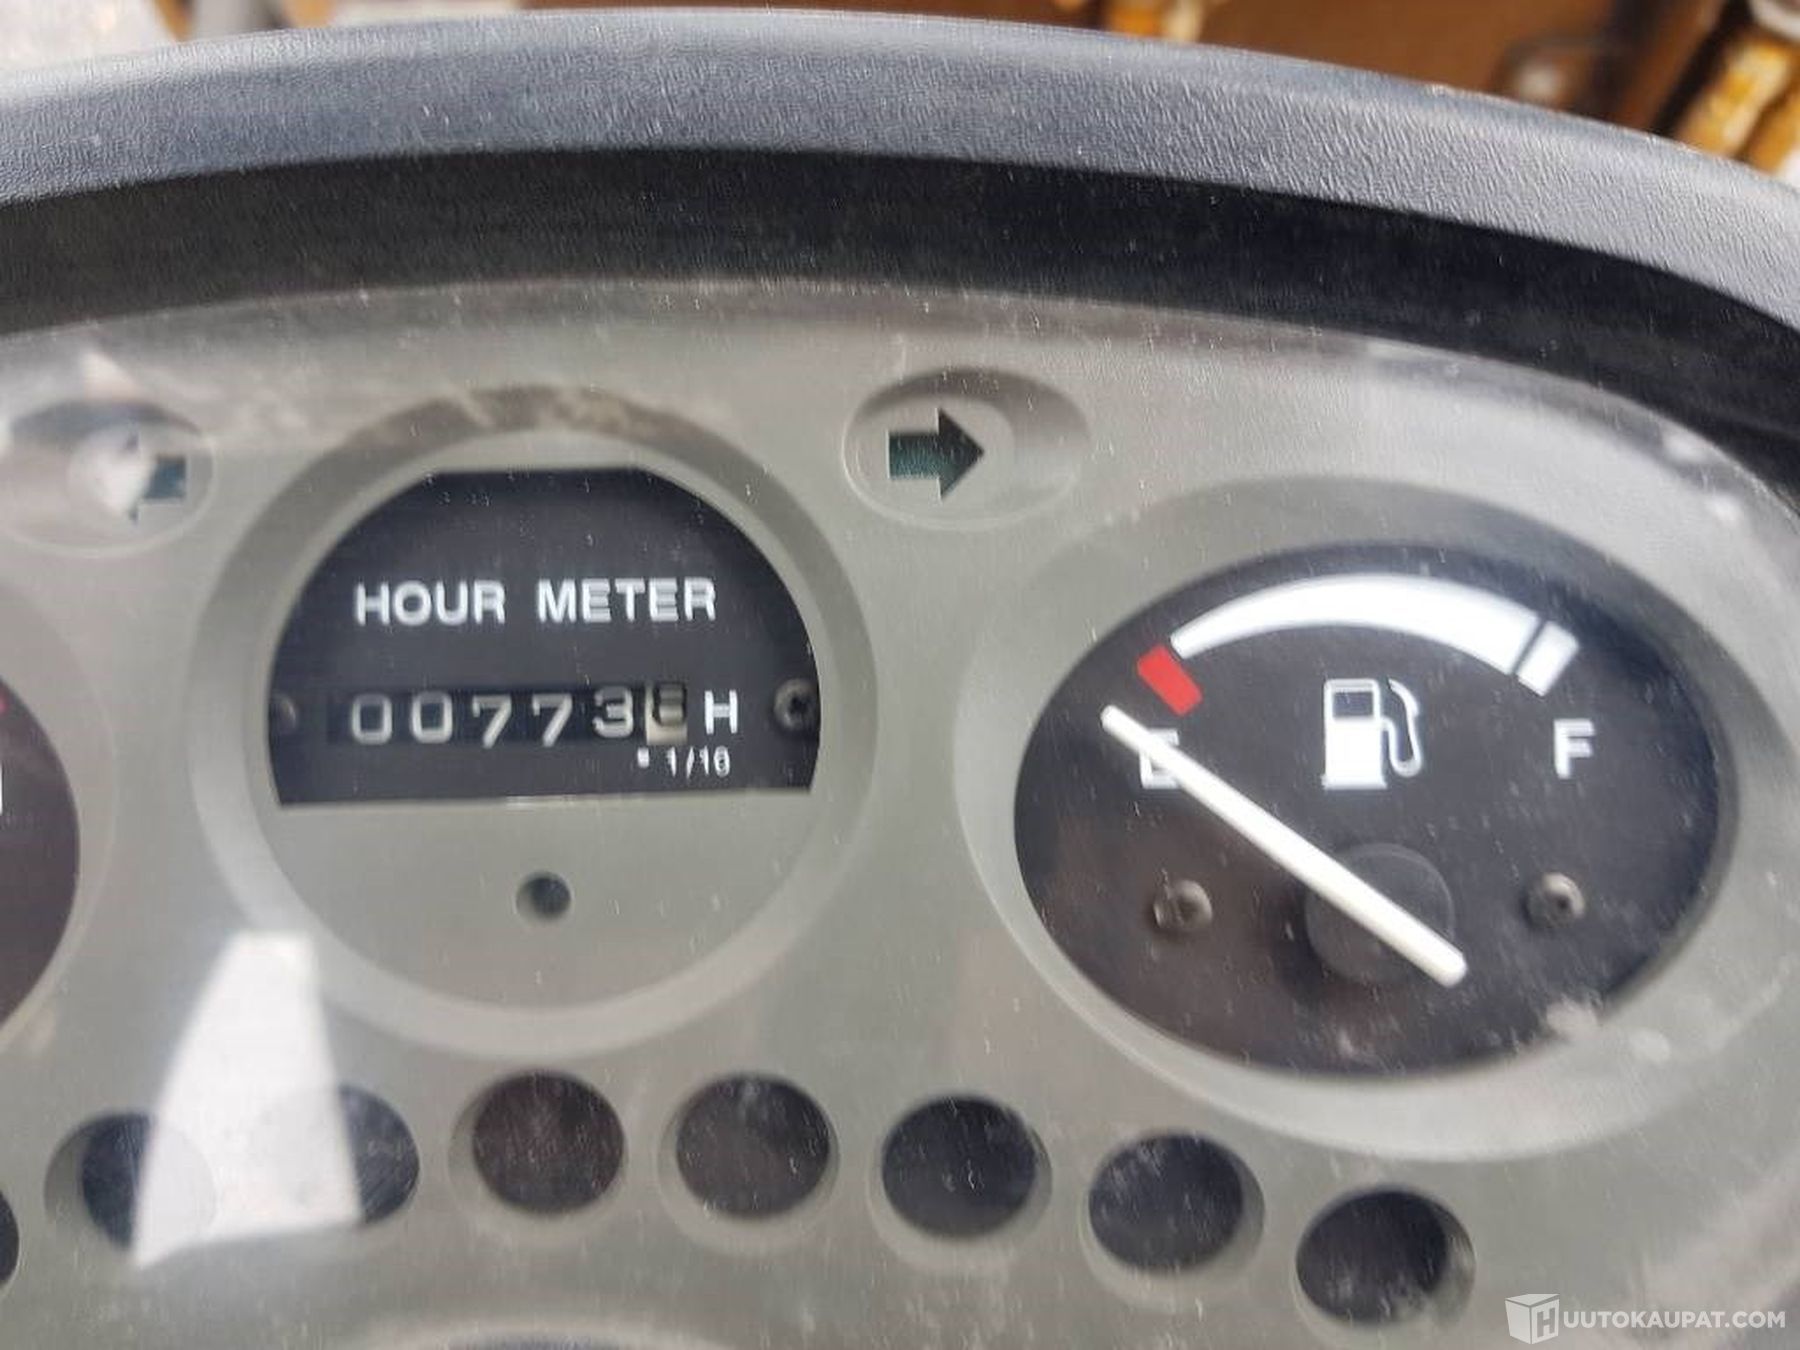 HOUR METER
00773 H
1/10
E F
HUUTOKAUPAT.COM